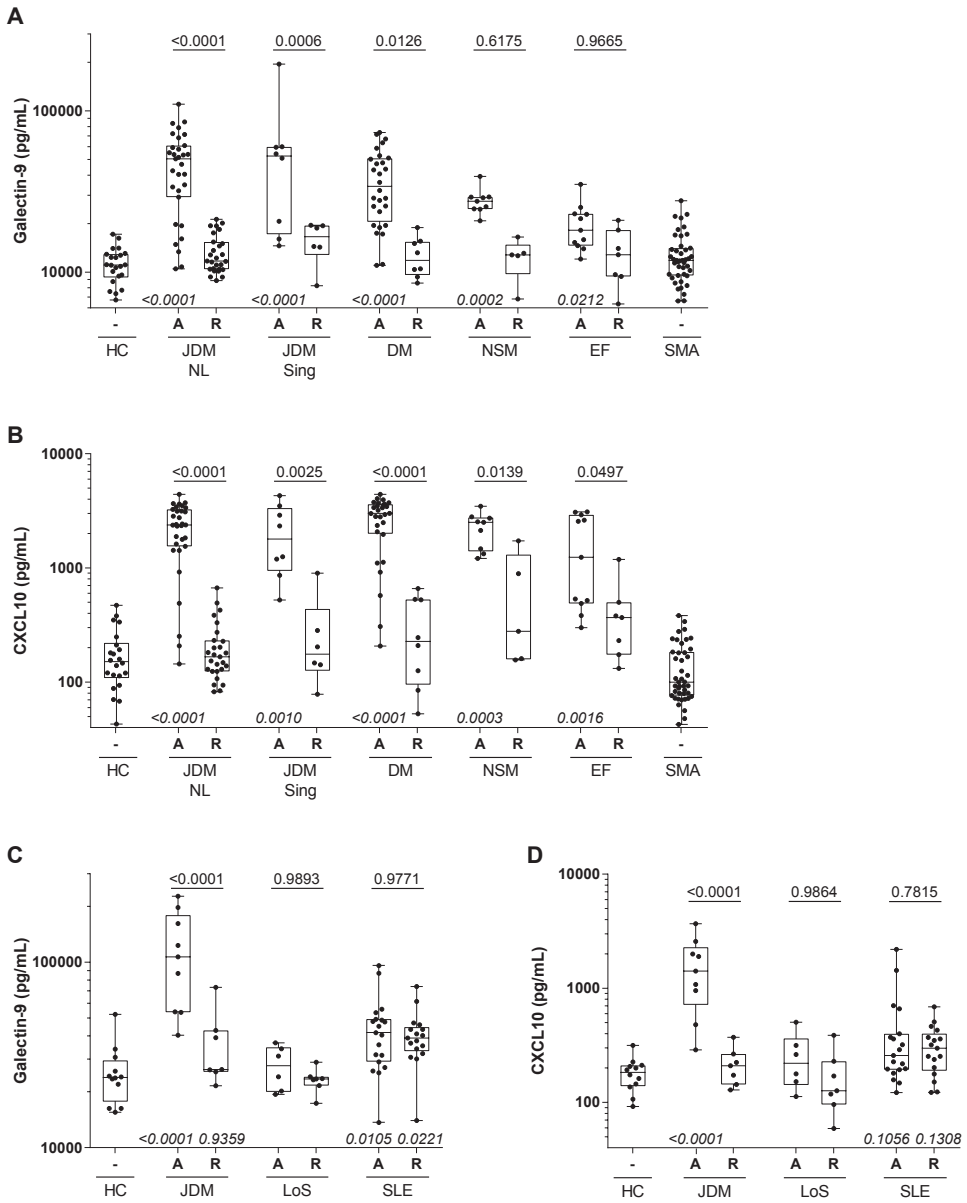 A
<0.0001 0.0006 0.0126 0.6175 0.9665
Galectin-9 (pg/mL)
100000
10000
<0.0001 <0.0001 <0.0001 0.0002 0.0212
- A R A R A R A R A R -
HC JDM JDM DM NSM EF SMA
NL Sing
B
10000
<0.0001 0.0025 <0.0001 0.0139 0.0497
CXCL10 (pg/mL)
1000
100
<0.0001 0.0010 <0.0001 0.0003 0.0016
- A R A R A R A R A R -
HC JDM JDM DM NSM EF SMA
NL Sing
C
<0.0001 0.9893 0.9771
Galectin-9 (pg/mL)
100000
10000
<0.0001 0.9359 0.0105 0.0221
- A R A R A R
HC JDM LoS SLE
D
10000
<0.0001 0.9864 0.7815
CXCL10 (pg/mL)
1000
100
<0.0001 0.1056 0.1308
- A R A R A R
HC JDM LoS SLE